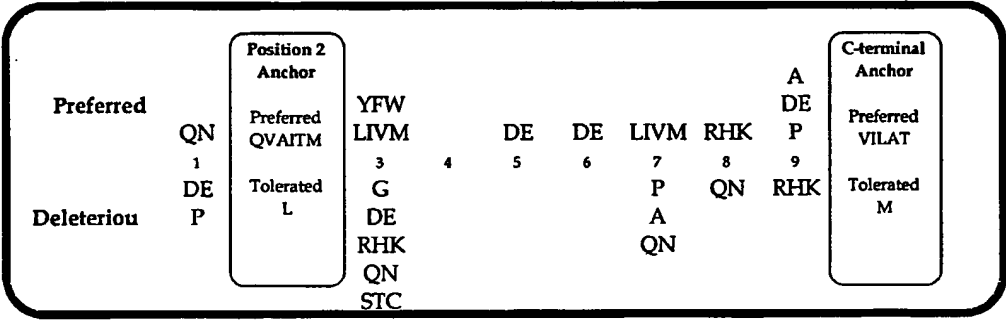 Position 2
Anchor
C-terminal
Anchor
A
DE
Preferred
YFW
Preferred
QVAITM
Preferred
VILAT
QN
LIVM
DE
DE
LIVM
RHK
P
1
3
4
5
6
7
8
9
DE
Tolerated
G
P
QN
RHK
Tolerated
Deleteriou
P
L
DE
A
M
RHK
QN
QN
STC